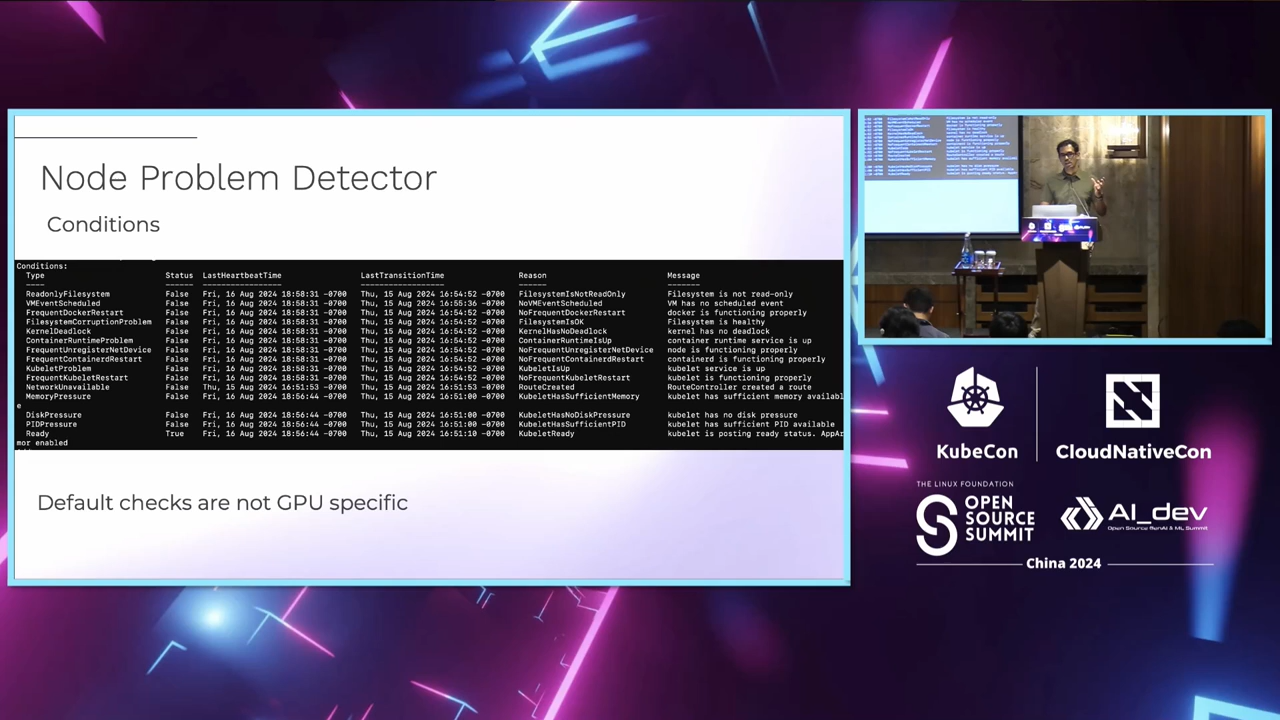 Node Problem Detector
Conditions
Conditions:
Type Status LastHeartbeatTime LastTransitionTime Reason Message
---- ------ ----------------- ------------------ ------ -------
ReadonlyFilesystem False Fri, 16 Aug 2024 18:58:31 -0700 Thu, 15 Aug 2024 16:54:52 -0700 FilesystemIsNotReadOnly Filesystem is not read-only
VMEventScheduled False Fri, 16 Aug 2024 18:58:31 -0700 Thu, 15 Aug 2024 16:55:36 -0700 NoVMEventScheduled VM has no scheduled event
FrequentDockerRestart False Fri, 16 Aug 2024 18:58:31 -0700 Thu, 15 Aug 2024 16:54:52 -0700 NoFrequentDockerRestart docker is functioning properly
FilesystemCorruptionProblem False Fri, 16 Aug 2024 18:58:31 -0700 Thu, 15 Aug 2024 16:54:52 -0700 FilesystemIsOK Filesystem is healthy
KernelDeadlock False Fri, 16 Aug 2024 18:58:31 -0700 Thu, 15 Aug 2024 16:54:52 -0700 KernelHasNoDeadlock kernel has no deadlock
ContainerRuntimeProblem False Fri, 16 Aug 2024 18:58:31 -0700 Thu, 15 Aug 2024 16:54:52 -0700 ContainerRuntimeIsUp container runtime service is up
FrequentUnregisterNetDevice False Fri, 16 Aug 2024 18:58:31 -0700 Thu, 15 Aug 2024 16:54:52 -0700 NoFrequentUnregisterNetDevice node is functioning properly
FrequentContainerdRestart False Fri, 16 Aug 2024 18:58:31 -0700 Thu, 15 Aug 2024 16:54:52 -0700 NoFrequentContainerdRestart containerd is functioning properly
KubeletProblem False Fri, 16 Aug 2024 18:58:31 -0700 Thu, 15 Aug 2024 16:54:52 -0700 KubeletIsUp kubelet service is up
FrequentKubeletRestart False Fri, 16 Aug 2024 18:58:31 -0700 Thu, 15 Aug 2024 16:54:52 -0700 NoFrequentKubeletRestart kubelet is functioning properly
NetworkUnavailable False Thu, 15 Aug 2024 16:51:53 -0700 Thu, 15 Aug 2024 16:51:53 -0700 RouteCreated RouteController created a route
MemoryPressure False Fri, 16 Aug 2024 18:56:44 -0700 Thu, 15 Aug 2024 16:51:00 -0700 KubeletHasSufficientMemory kubelet has sufficient memory availabl
e
DiskPressure False Fri, 16 Aug 2024 18:56:44 -0700 Thu, 15 Aug 2024 16:51:00 -0700 KubeletHasNoDiskPressure kubelet has no disk pressure
PIDPressure False Fri, 16 Aug 2024 18:56:44 -0700 Thu, 15 Aug 2024 16:51:00 -0700 KubeletHasSufficientPID kubelet has sufficient PID available
Ready True Fri, 16 Aug 2024 18:56:44 -0700 Thu, 15 Aug 2024 16:51:10 -0700 KubeletReady kubelet is posting ready status. AppAr
mor enabled
Default checks are not GPU specific
KubeCon
CloudNativeCon
THE LINUX FOUNDATION
OPEN
SOURCE
SUMMIT
AI_dev
Open Source GenAI & ML Summit
China 2024